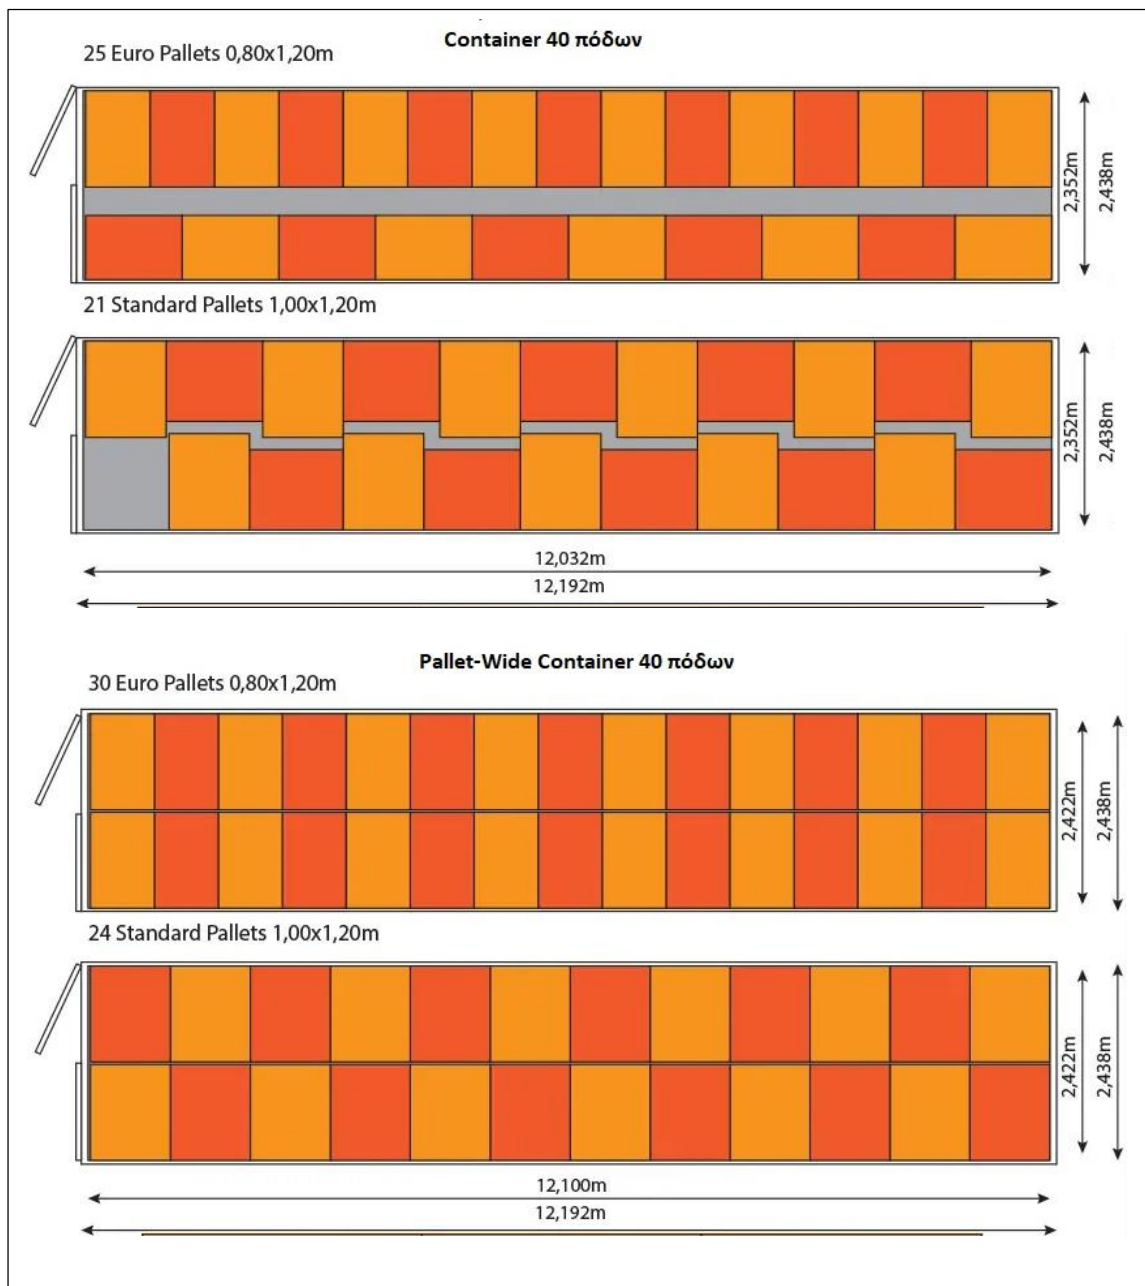 Container 40 πόδων
25 Euro Pallets 0,80x1,20m
2,352m
2,438m
21 Standard Pallets 1,00x1,20m
2,352m
2,438m
12,032m
12,192m
Pallet-Wide Container 40 πόδων
30 Euro Pallets 0,80x1,20m
2,422m
2,438m
24 Standard Pallets 1,00x1,20m
2,422m
2,438m
12,100m
12,192m